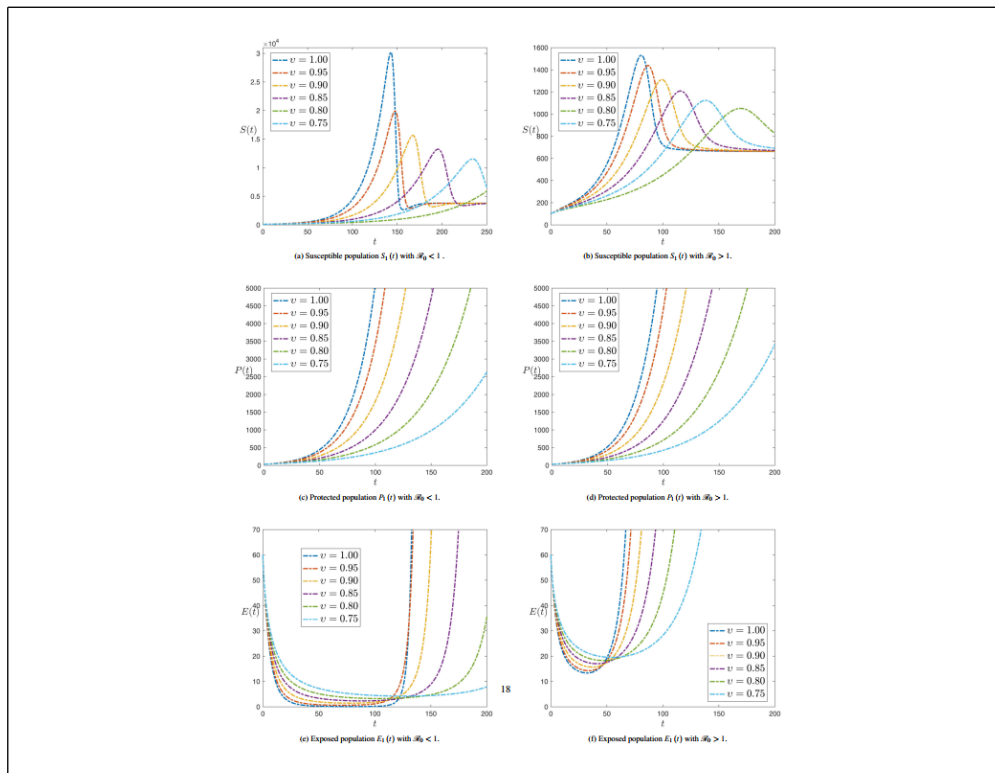 ×10⁴
3
2.5
2
1.5
1
0.5
0
S(t)
υ = 1.00
υ = 0.95
υ = 0.90
υ = 0.85
υ = 0.80
υ = 0.75
0 50 100 150 200 250
t
(a) Susceptible population S₁(t) with ℛ₀ < 1 .
1600
1400
1200
1000
800
600
400
200
0
S(t)
υ = 1.00
υ = 0.95
υ = 0.90
υ = 0.85
υ = 0.75
υ = 0.80
0 50 100 150 200
t
(b) Susceptible population S₁(t) with ℛ₀ > 1.
5000
4500
4000
3500
3000
2500
2000
1500
1000
500
0
P(t)
υ = 1.00
υ = 0.95
υ = 0.90
υ = 0.85
υ = 0.80
υ = 0.75
0 50 100 150 200
t
(c) Protected population P₁(t) with ℛ₀ < 1.
5000
4500
4000
3500
3000
2500
2000
1500
1000
500
0
P(t)
υ = 1.00
υ = 0.95
υ = 0.90
υ = 0.85
υ = 0.80
υ = 0.75
0 50 100 150 200
t
(d) Protected population P₁(t) with ℛ₀ > 1.
70
60
50
40
30
20
10
0
E(t)
υ = 1.00
υ = 0.95
υ = 0.90
υ = 0.85
υ = 0.80
υ = 0.75
0 50 100 150 200
t
(e) Exposed population E₁(t) with ℛ₀ < 1.
70
60
50
40
30
20
10
0
E(t)
υ = 1.00
υ = 0.95
υ = 0.90
υ = 0.85
υ = 0.80
υ = 0.75
0 50 100 150 200
t
(f) Exposed population E₁(t) with ℛ₀ > 1.
18